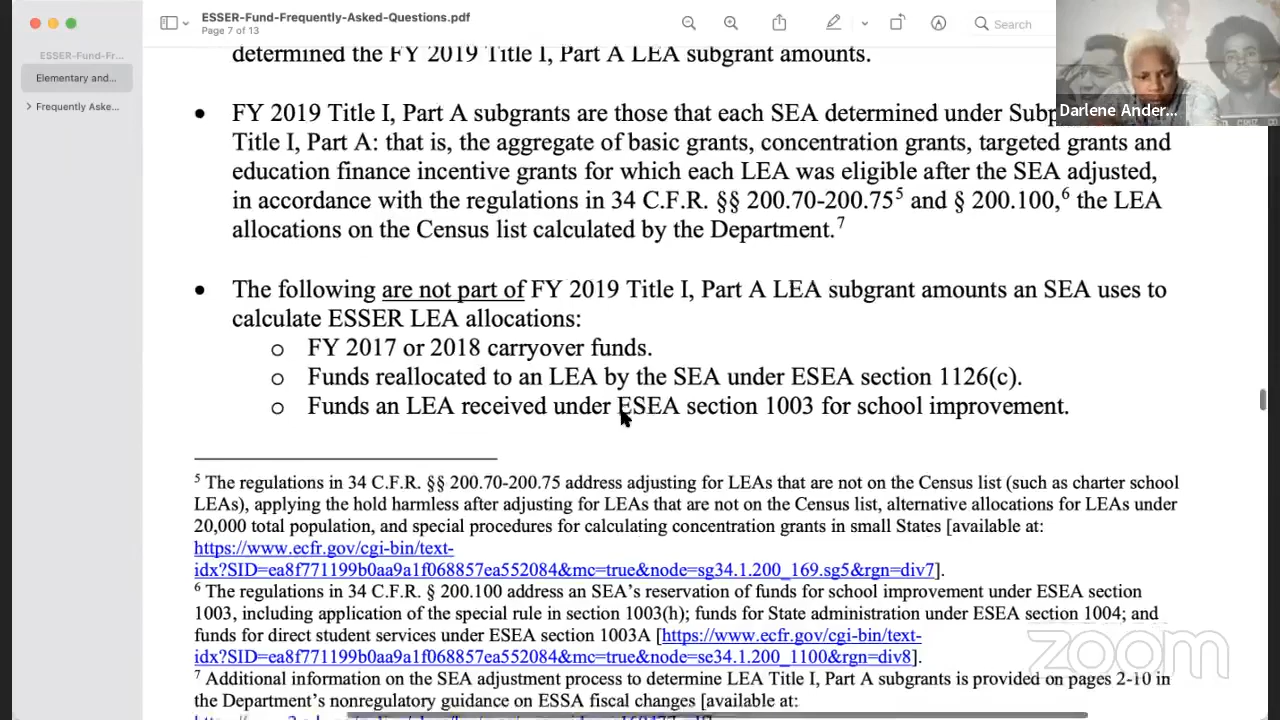 ESSER-Fund-Frequently-Asked-Questions.pdf
Page 7 of 13
Search
ESSER-Fund-Fr...
Elementary and...
Frequently Aske...
Darlene Ander...
determined the FY 2019 Title I, Part A LEA subgrant amounts.
• FY 2019 Title I, Part A subgrants are those that each SEA determined under Subp
Title I, Part A: that is, the aggregate of basic grants, concentration grants, targeted grants and
education finance incentive grants for which each LEA was eligible after the SEA adjusted,
in accordance with the regulations in 34 C.F.R. §§ 200.70-200.75⁵ and § 200.100,⁶ the LEA
allocations on the Census list calculated by the Department.⁷
• The following are not part of FY 2019 Title I, Part A LEA subgrant amounts an SEA uses to
calculate ESSER LEA allocations:
o FY 2017 or 2018 carryover funds.
o Funds reallocated to an LEA by the SEA under ESEA section 1126(c).
o Funds an LEA received under ESEA section 1003 for school improvement.
⁵ The regulations in 34 C.F.R. §§ 200.70-200.75 address adjusting for LEAs that are not on the Census list (such as charter school
LEAs), applying the hold harmless after adjusting for LEAs that are not on the Census list, alternative allocations for LEAs under
20,000 total population, and special procedures for calculating concentration grants in small States [available at:
https://www.ecfr.gov/cgi-bin/text-
idx?SID=ea8f771199b0aa9a1f068857ea552084&mc=true&node=sg34.1.200_169.sg5&rgn=div7].
⁶ The regulations in 34 C.F.R. § 200.100 address an SEA's reservation of funds for school improvement under ESEA section
1003, including application of the special rule in section 1003(h); funds for State administration under ESEA section 1004; and
funds for direct student services under ESEA section 1003A [https://www.ecfr.gov/cgi-bin/text-
idx?SID=ea8f771199b0aa9a1f068857ea552084&mc=true&node=se34.1.200_1100&rgn=div8].
⁷ Additional information on the SEA adjustment process to determine LEA Title I, Part A subgrants is provided on pages 2-10 in
the Department's nonregulatory guidance on ESSA fiscal changes [available at:
zoom